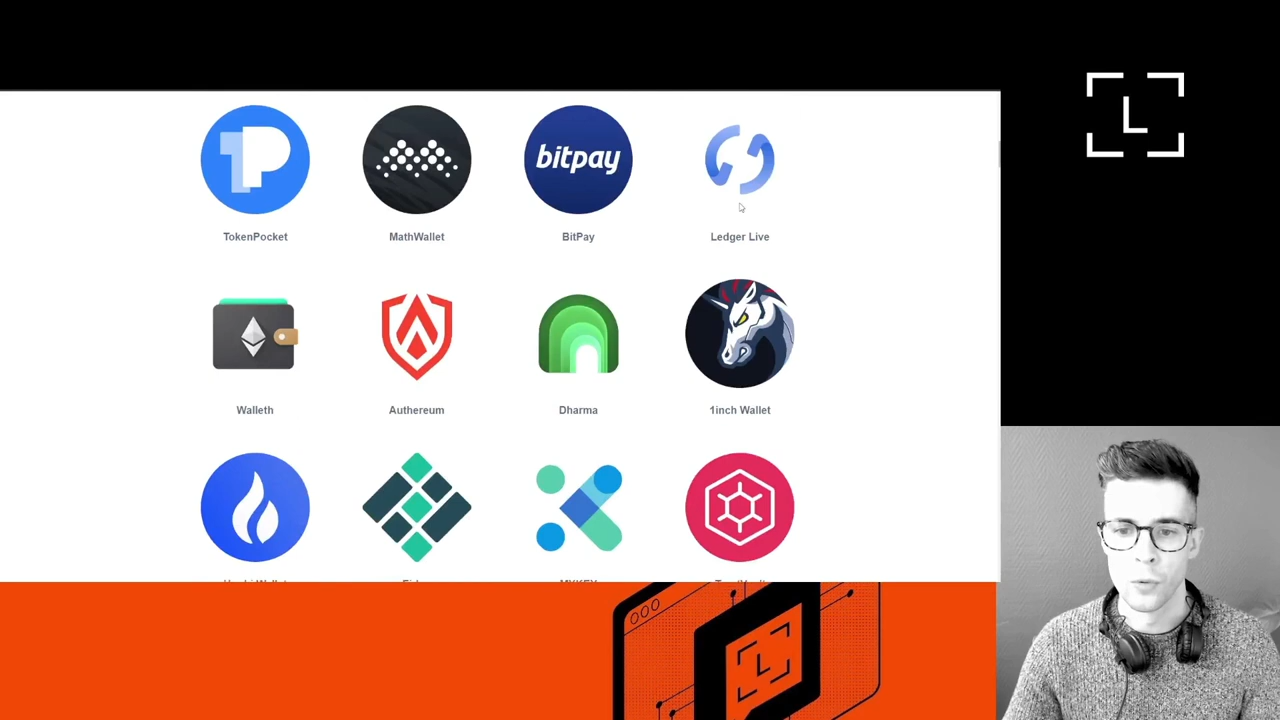 bitpay
TokenPocket
MathWallet
BitPay
Ledger Live
Walleth
Authereum
Dharma
1inch Wallet
L
L